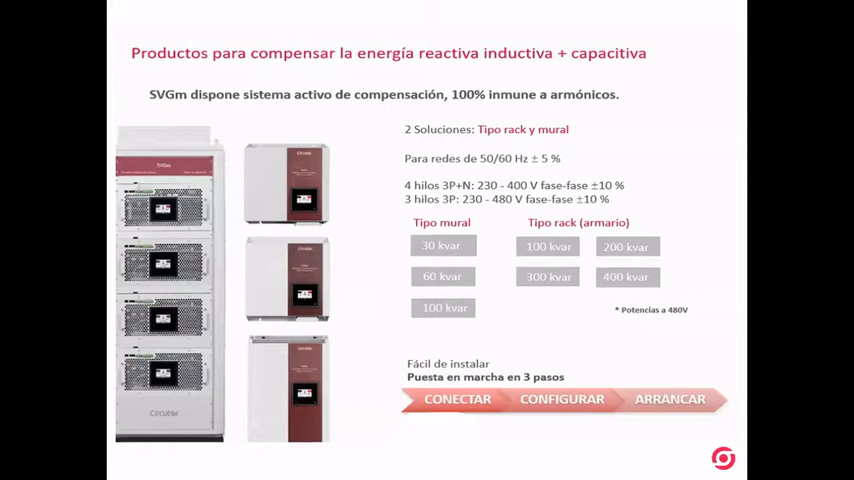 Productos para compensar la energía reactiva inductiva + capacitiva
SVGm dispone sistema activo de compensación, 100% inmune a armónicos.
2 Soluciones: Tipo rack y mural
Para redes de 50/60 Hz ± 5 %
4 hilos 3P+N: 230 - 400 V fase-fase ±10 %
3 hilos 3P: 230 - 480 V fase-fase ±10 %
Tipo mural
30 kvar
60 kvar
100 kvar
Tipo rack (armario)
100 kvar
200 kvar
300 kvar
400 kvar
* Potencias a 480V
Fácil de instalar
Puesta en marcha en 3 pasos
CONECTAR
CONFIGURAR
ARRANCAR
SVGm
Circutor
Circutor
Circutor
Circutor